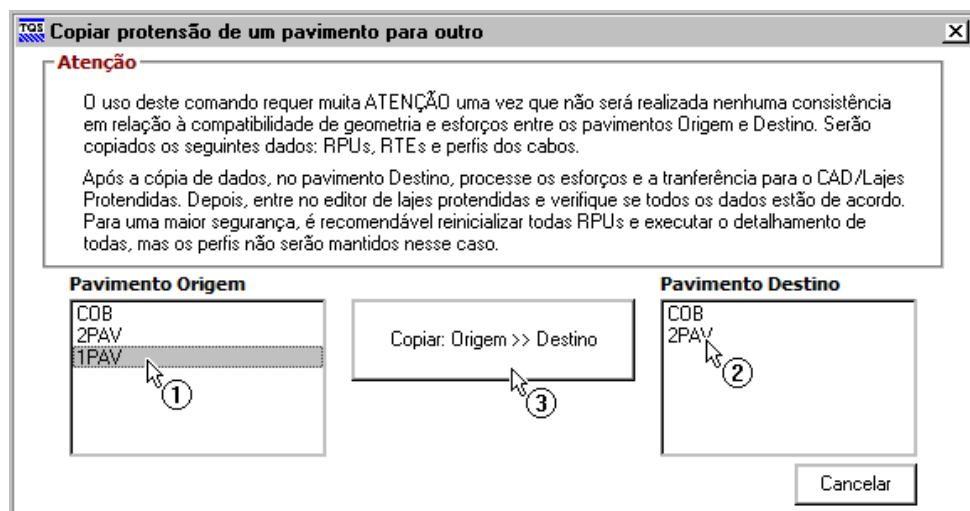 TQS Copiar protensão de um pavimento para outro
Atenção
O uso deste comando requer muita ATENÇÃO uma vez que não será realizada nenhuma consistência
em relação à compatibilidade de geometria e esforços entre os pavimentos Origem e Destino. Serão
copiados os seguintes dados: RPUs, RTEs e perfis dos cabos.
Após a cópia de dados, no pavimento Destino, processe os esforços e a tranferência para o CAD/Lajes
Protendidas. Depois, entre no editor de lajes protendidas e verifique se todos os dados estão de acordo.
Para uma maior segurança, é recomendável reinicializar todas RPUs e executar o detalhamento de
todas, mas os perfis não serão mantidos nesse caso.
Pavimento Origem
COB
2PAV
1PAV
1
Copiar: Origem >> Destino
3
Pavimento Destino
COB
2PAV
2
Cancelar